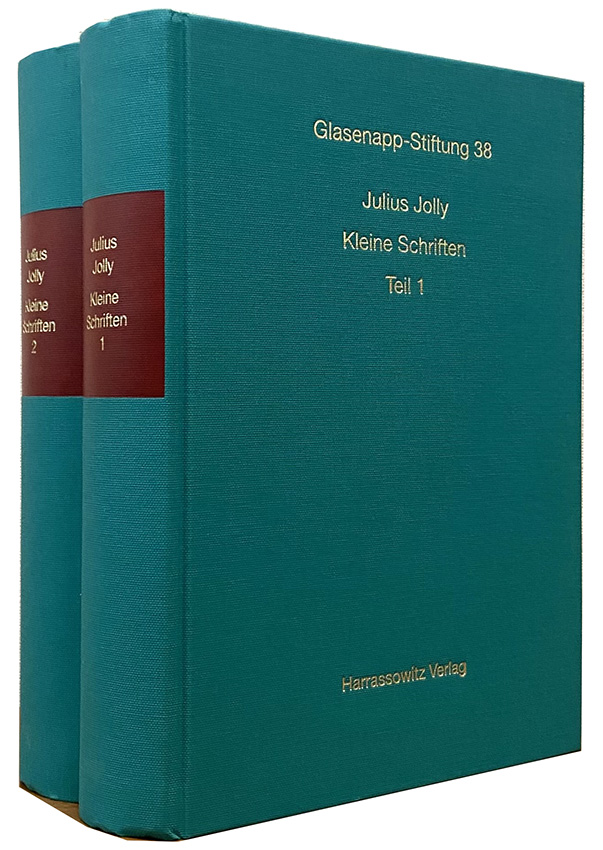 Julius
Jolly
Kleine
Schriften
2
Julius
Jolly
Kleine
Schriften
1
Glasenapp-Stiftung 38
Julius Jolly
Kleine Schriften
Teil 1
Harrassowitz Verlag